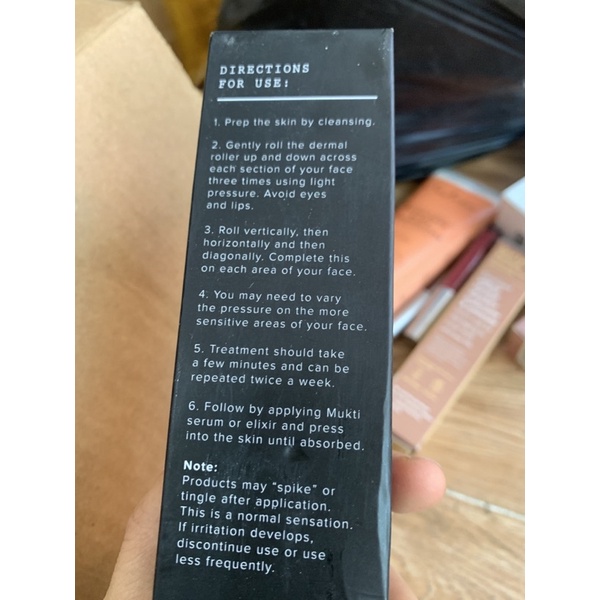 DIRECTIONS
FOR USE:
1. Prep the skin by cleansing.
2. Gently roll the dermal
roller up and down across
each section of your face
three times using light
pressure. Avoid eyes
and lips.
3. Roll vertically, then
horizontally and then
diagonally. Complete this
on each area of your face.
4. You may need to vary
the pressure on the more
sensitive areas of your face.
5. Treatment should take
a few minutes and can be
repeated twice a week.
6. Follow by applying Mukti
serum or elixir and press
into the skin until absorbed.
Note:
Products may "spike" or
tingle after application.
This is a normal sensation.
If irritation develops,
discontinue use or use
less frequently.